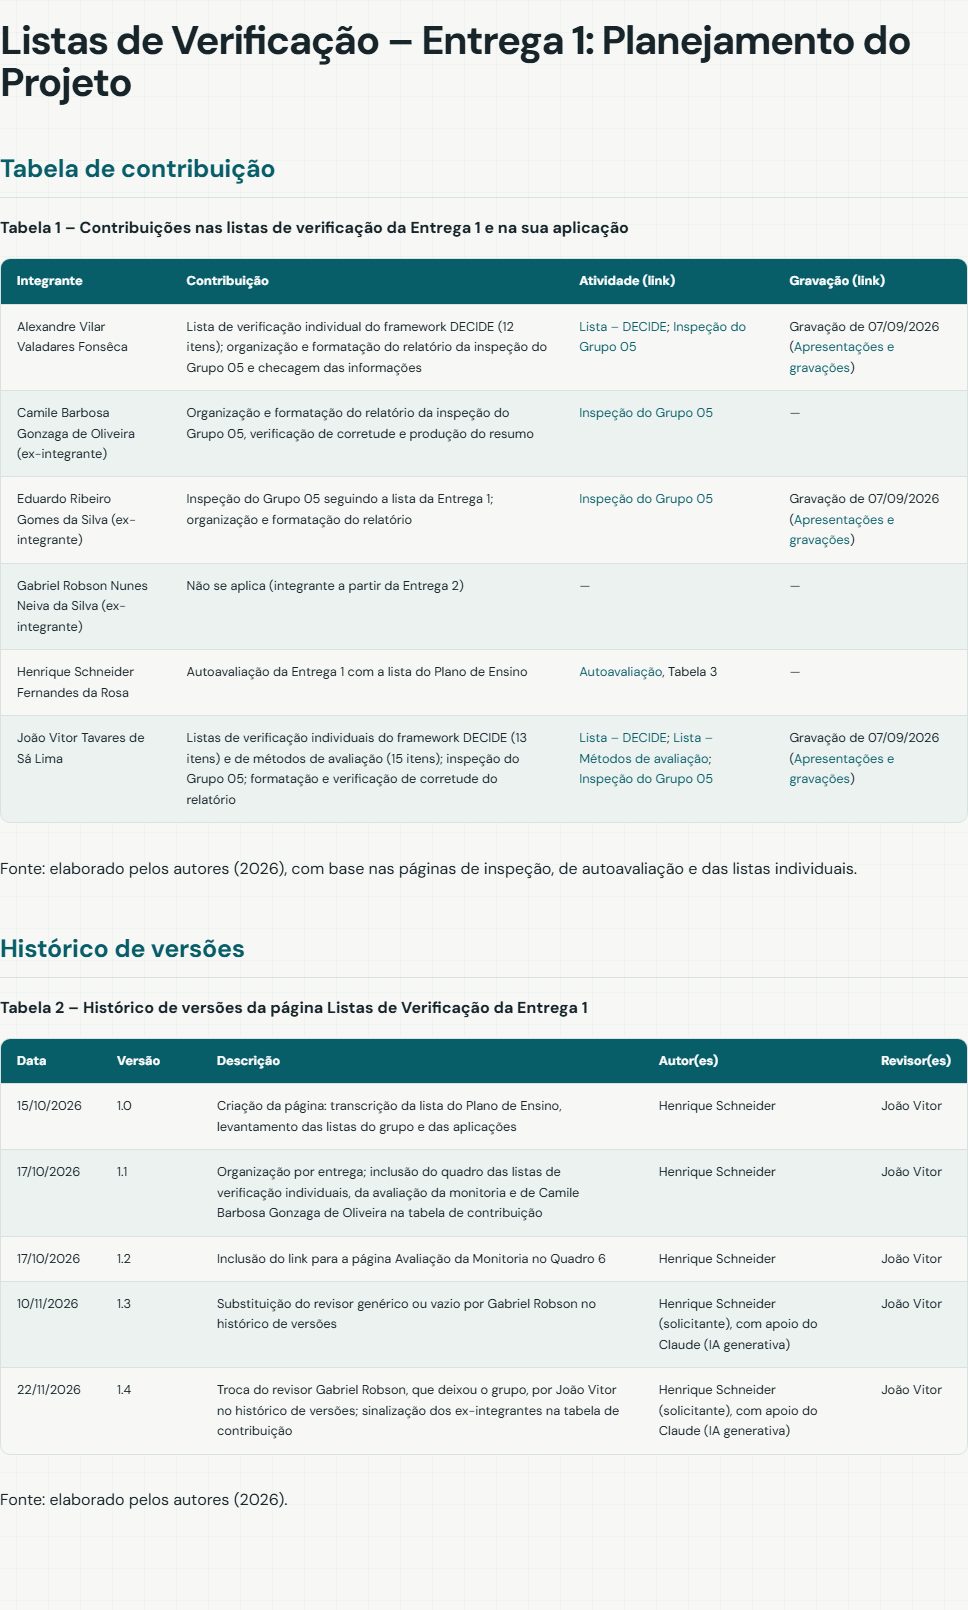 Listas de Verificação – Entrega 1: Planejamento do
Projeto
Tabela de contribuição
Tabela 1 – Contribuições nas listas de verificação da Entrega 1 e na sua aplicação
Integrante Contribuição Atividade (link) Gravação (link)
Alexandre Vilar Lista de verificação individual do framework DECIDE (12 Lista – DECIDE; Inspeção do Gravação de 07/09/2026
Valadares Fonsêca itens); organização e formatação do relatório da inspeção do Grupo 05 (Apresentações e
Grupo 05 e checagem das informações gravações)
Camile Barbosa Organização e formatação do relatório da inspeção do Inspeção do Grupo 05 —
Gonzaga de Oliveira Grupo 05, verificação de corretude e produção do resumo
(ex-integrante)
Eduardo Ribeiro Inspeção do Grupo 05 seguindo a lista da Entrega 1; Inspeção do Grupo 05 Gravação de 07/09/2026
Gomes da Silva (ex- organização e formatação do relatório (Apresentações e
integrante) gravações)
Gabriel Robson Nunes Não se aplica (integrante a partir da Entrega 2) — —
Neiva da Silva (ex-
integrante)
Henrique Schneider Autoavaliação da Entrega 1 com a lista do Plano de Ensino Autoavaliação, Tabela 3 —
Fernandes da Rosa
João Vitor Tavares de Listas de verificação individuais do framework DECIDE (13 Lista – DECIDE; Lista – Gravação de 07/09/2026
Sá Lima itens) e de métodos de avaliação (15 itens); inspeção do Métodos de avaliação; (Apresentações e
Grupo 05; formatação e verificação de corretude do Inspeção do Grupo 05 gravações)
relatório
Fonte: elaborado pelos autores (2026), com base nas páginas de inspeção, de autoavaliação e das listas individuais.
Histórico de versões
Tabela 2 – Histórico de versões da página Listas de Verificação da Entrega 1
Data Versão Descrição Autor(es) Revisor(es)
15/10/2026 1.0 Criação da página: transcrição da lista do Plano de Ensino, Henrique Schneider João Vitor
levantamento das listas do grupo e das aplicações
17/10/2026 1.1 Organização por entrega; inclusão do quadro das listas de Henrique Schneider João Vitor
verificação individuais, da avaliação da monitoria e de Camile
Barbosa Gonzaga de Oliveira na tabela de contribuição
17/10/2026 1.2 Inclusão do link para a página Avaliação da Monitoria no Quadro 6 Henrique Schneider João Vitor
10/11/2026 1.3 Substituição do revisor genérico ou vazio por Gabriel Robson no Henrique Schneider João Vitor
histórico de versões (solicitante), com apoio do
Claude (IA generativa)
22/11/2026 1.4 Troca do revisor Gabriel Robson, que deixou o grupo, por João Vitor Henrique Schneider João Vitor
no histórico de versões; sinalização dos ex-integrantes na tabela de (solicitante), com apoio do
contribuição Claude (IA generativa)
Fonte: elaborado pelos autores (2026).